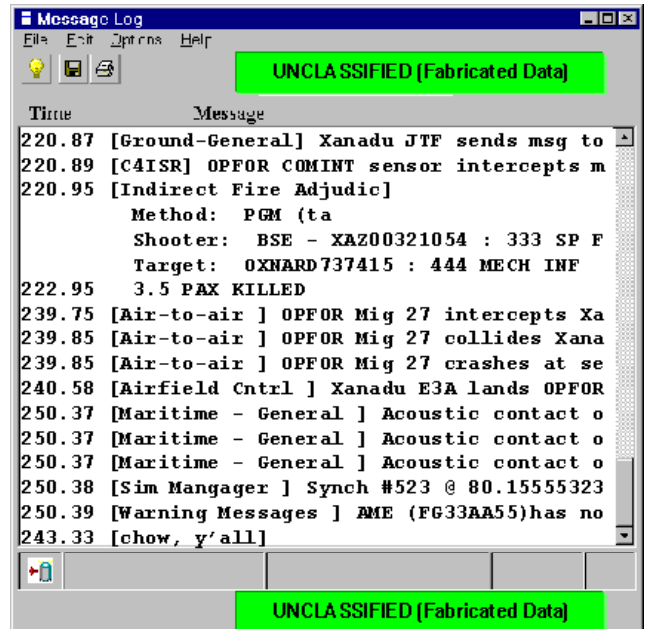 Message Log
File Edit Options Help
UNCLASSIFIED (Fabricated Data)
Time Message
220.87 [Ground-General] Xanadu JTF sends msg to
220.89 [C4ISR] OPFOR COMINT sensor intercepts m
220.95 [Indirect Fire Adjudic]
Method: PGM (ta
Shooter: BSE - XAZ00321054 : 333 SP F
Target: OXNARD737415 : 444 MECH INF
222.95 3.5 PAX KILLED
239.75 [Air-to-air ] OPFOR Mig 27 intercepts Xa
239.85 [Air-to-air ] OPFOR Mig 27 collides Xana
239.85 [Air-to-air ] OPFOR Mig 27 crashes at se
240.58 [Airfield Cntrl ] Xanadu E3A lands OPFOR
250.37 [Maritime - General ] Acoustic contact o
250.37 [Maritime - General ] Acoustic contact o
250.37 [Maritime - General ] Acoustic contact o
250.38 [Sim Mangager ] Synch #523 @ 80.15555323
250.39 [Warning Messages ] AME (FG33AA55)has no
243.33 [chow, y'all]
UNCLASSIFIED (Fabricated Data)